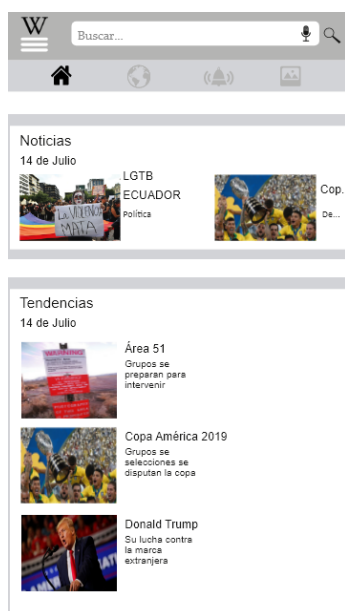 W
Buscar...
Noticias
14 de Julio
LGTB
ECUADOR
Política
LA VIOLENCIA
MATA
Cop.
De...
Tendencias
14 de Julio
WARNING
Área 51
Grupos se
preparan para
intervenir
Copa América 2019
Grupos se
selecciones se
disputan la copa
Donald Trump
Su lucha contra
la marca
extranjera